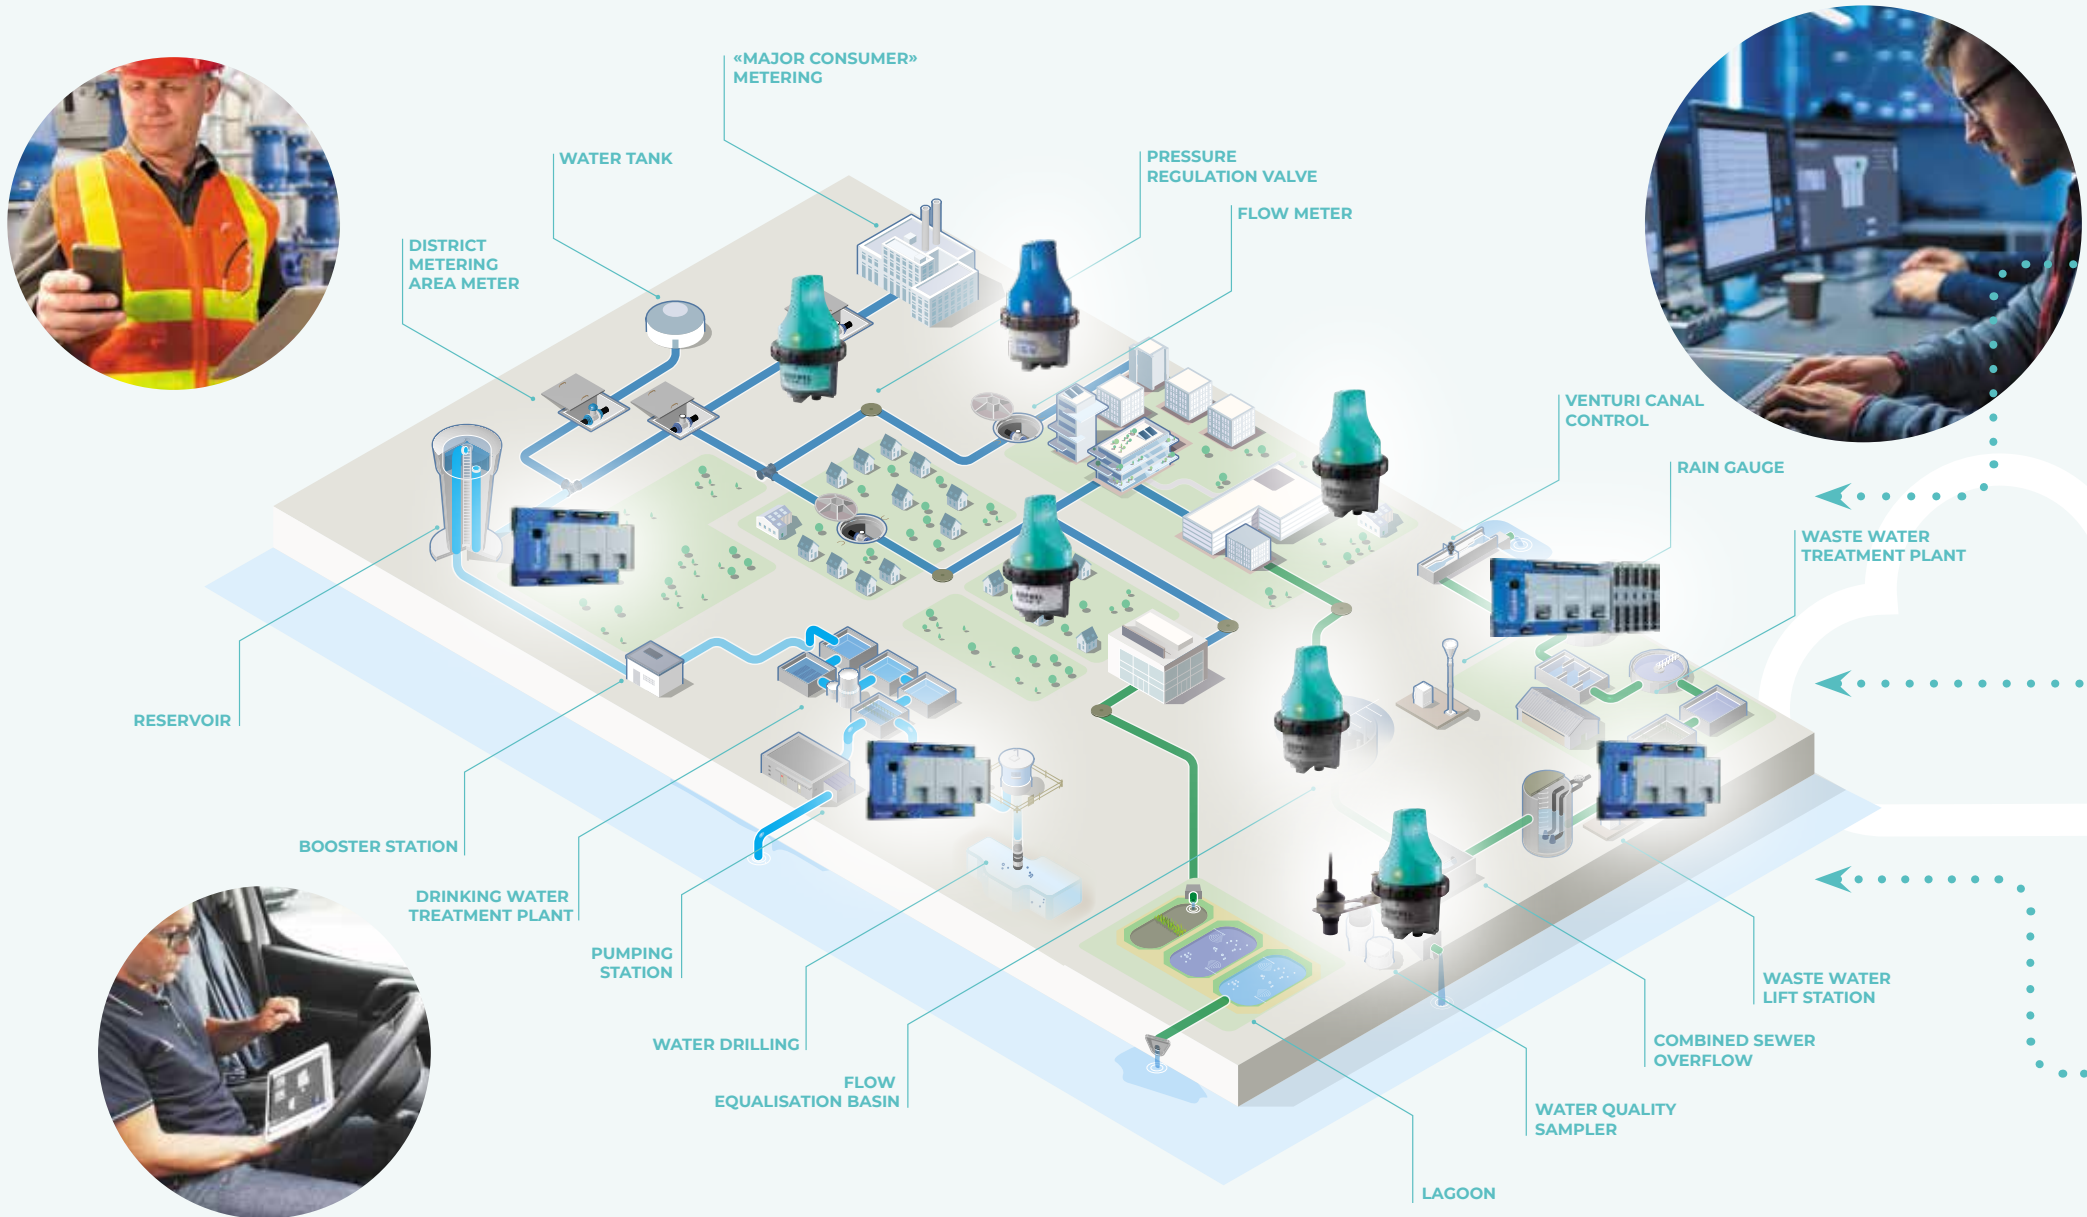 «MAJOR CONSUMER»
METERING
WATER TANK
PRESSURE
REGULATION VALVE
FLOW METER
DISTRICT
METERING
AREA METER
VENTURI CANAL
CONTROL
RAIN GAUGE
WASTE WATER
TREATMENT PLANT
RESERVOIR
BOOSTER STATION
DRINKING WATER
TREATMENT PLANT
PUMPING
STATION
WATER DRILLING
FLOW
EQUALISATION BASIN
WASTE WATER
LIFT STATION
COMBINED SEWER
OVERFLOW
WATER QUALITY
SAMPLER
LAGOON